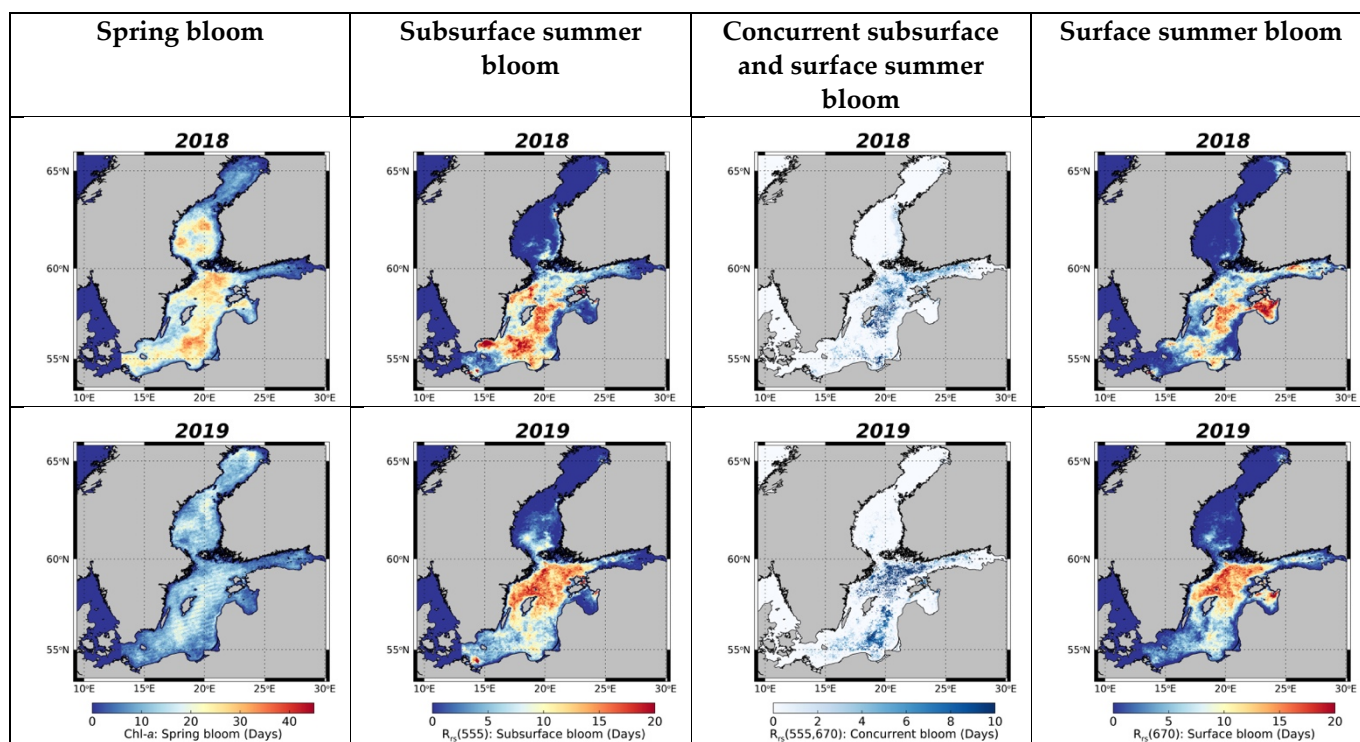 Spring bloom
Subsurface summer
bloom
Concurrent subsurface
and surface summer
bloom
Surface summer bloom
2018
65°N
60°N
55°N
10°E 15°E 20°E 25°E 30°E
2018
65°N
60°N
55°N
10°E 15°E 20°E 25°E 30°E
2018
65°N
60°N
55°N
10°E 15°E 20°E 25°E 30°E
2018
65°N
60°N
55°N
10°E 15°E 20°E 25°E 30°E
2019
65°N
60°N
55°N
10°E 15°E 20°E 25°E 30°E
0 10 20 30 40
Chl-a: Spring bloom (Days)
2019
65°N
60°N
55°N
10°E 15°E 20°E 25°E 30°E
0 5 10 15 20
Rrs(555): Subsurface bloom (Days)
2019
65°N
60°N
55°N
10°E 15°E 20°E 25°E 30°E
0 2 4 6 8 10
Rrs(555,670): Concurrent bloom (Days)
2019
65°N
60°N
55°N
10°E 15°E 20°E 25°E 30°E
0 5 10 15 20
Rrs(670): Surface bloom (Days)